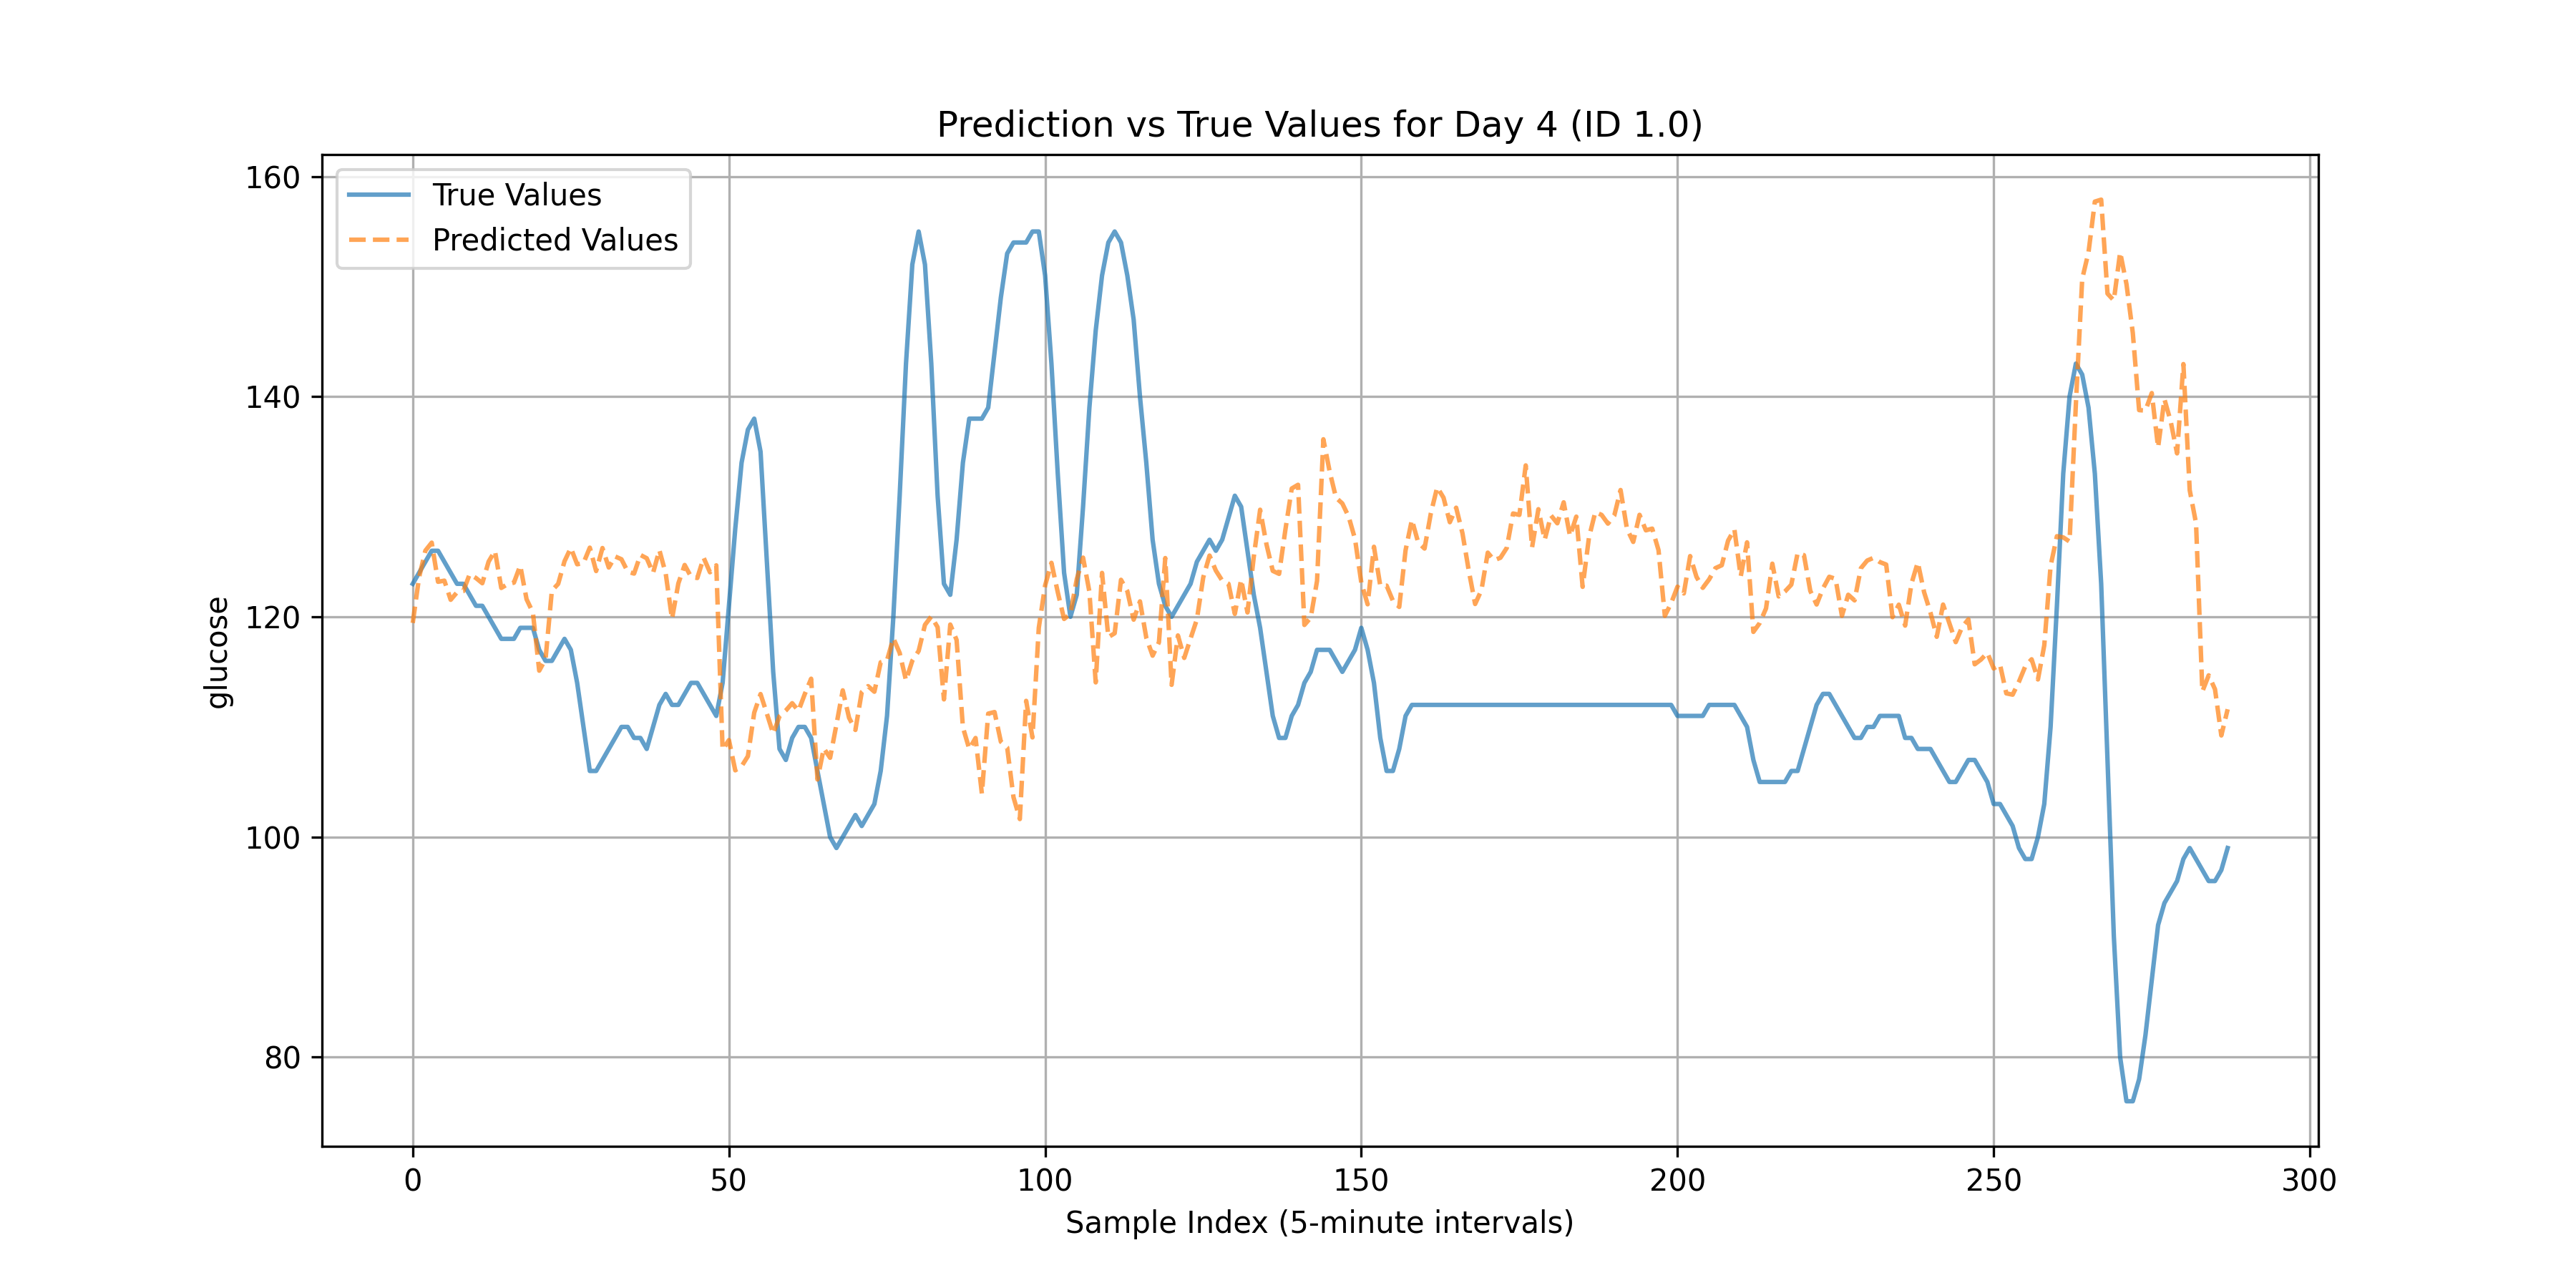 Prediction vs True Values for Day 4 (ID 1.0)
True Values
Predicted Values
160
140
120
100
80
glucose
0 50 100 150 200 250 300
Sample Index (5-minute intervals)